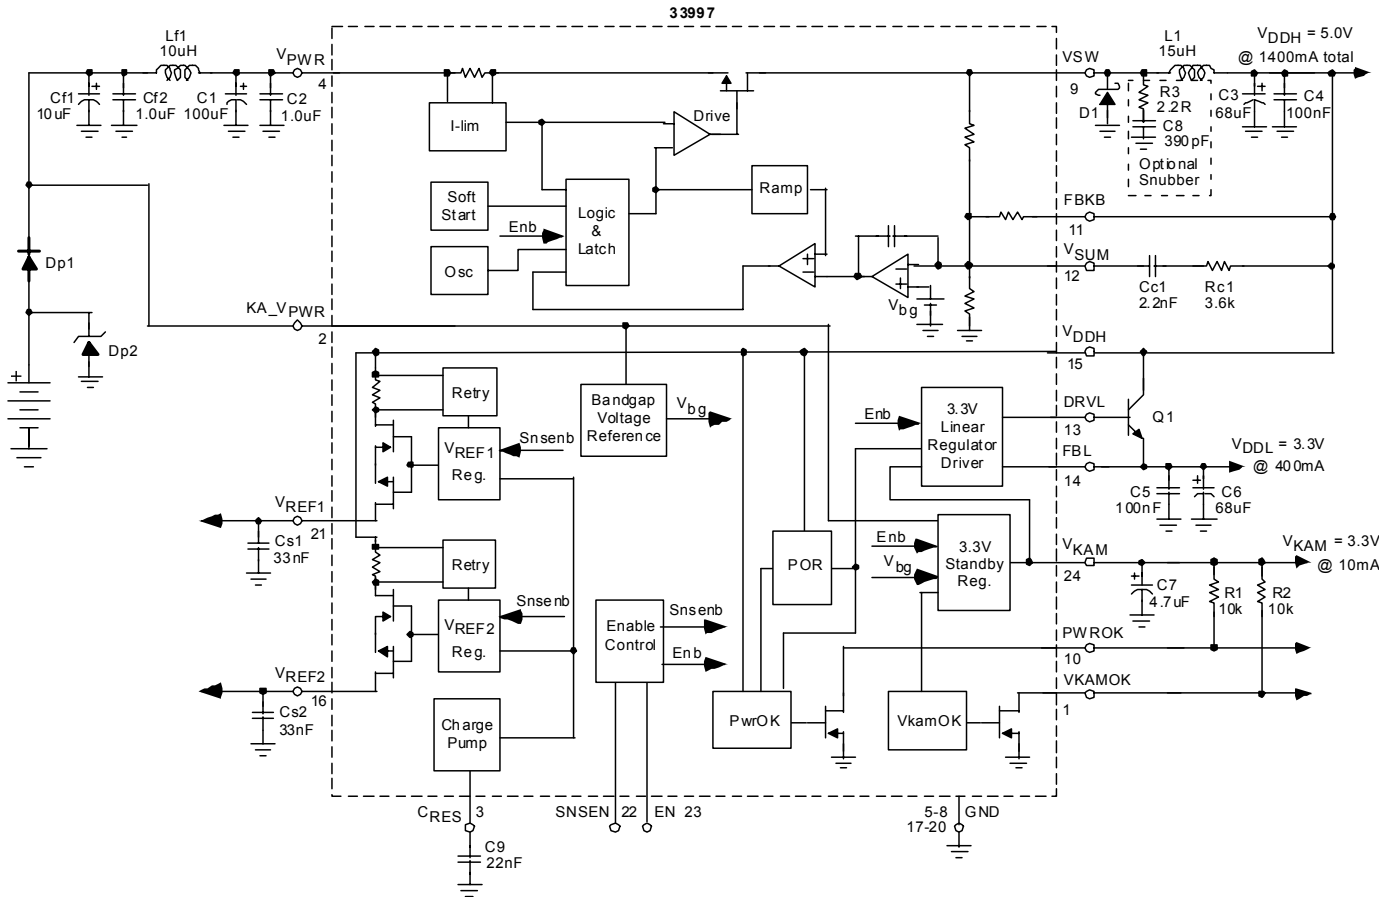 33997
Lf1
10uH
VPWR
4
Cf1
10uF
Cf2
1.0uF
C1
100uF
C2
1.0uF
I-lim
Drive
Soft
Start
Enb
Osc
Logic
&
Latch
Ramp
Vbg
VSW
9
D1
R3
2.2R
C8
390pF
Optional
Snubber
L1
15uH
VDDH = 5.0V
@ 1400mA total
C3
68uF
C4
100nF
FBKB
11
VSUM
12
Cc1
2.2nF
Rc1
3.6k
Dp1
Dp2
KA_VPWR
2
VDDH
15
Retry
VREF1
Reg.
Snsenb
Bandgap
Voltage
Reference
Vbg
Enb
3.3V
Linear
Regulator
Driver
DRVL
13
Q1
FBL
14
VDDL = 3.3V
@ 400mA
C5
100nF
C6
68uF
VREF1
21
Cs1
33nF
Retry
VREF2
Reg.
Snsenb
POR
Enb
Vbg
3.3V
Standby
Reg.
VKAM
24
VKAM = 3.3V
@ 10mA
C7
4.7uF
R1
10k
R2
10k
Enable
Control
Snsenb
Enb
PWROK
10
VKAMOK
1
VREF2
16
Cs2
33nF
Charge
Pump
PwrOK
VkamOK
CRES
3
SNSEN 22
EN 23
5-8
17-20
GND
C9
22nF
+
+
+
+
+
+
+
−
−
+